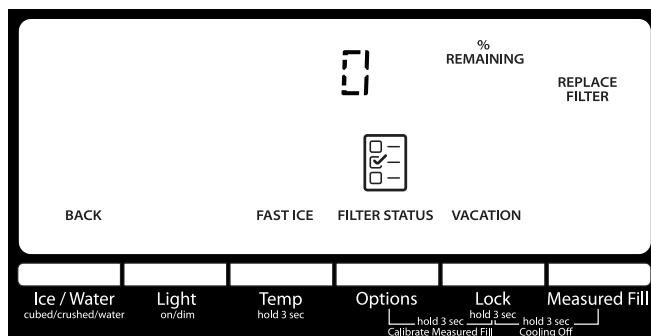 0
%
REMAINING
REPLACE
FILTER
BACK FAST ICE FILTER STATUS VACATION
Ice / Water Light Temp Options Lock Measured Fill
cubed/crushed/water on/dim hold 3 sec hold 3 sec
hold 3 sec hold 3 sec
Calibrate Measured Fill Cooling Off